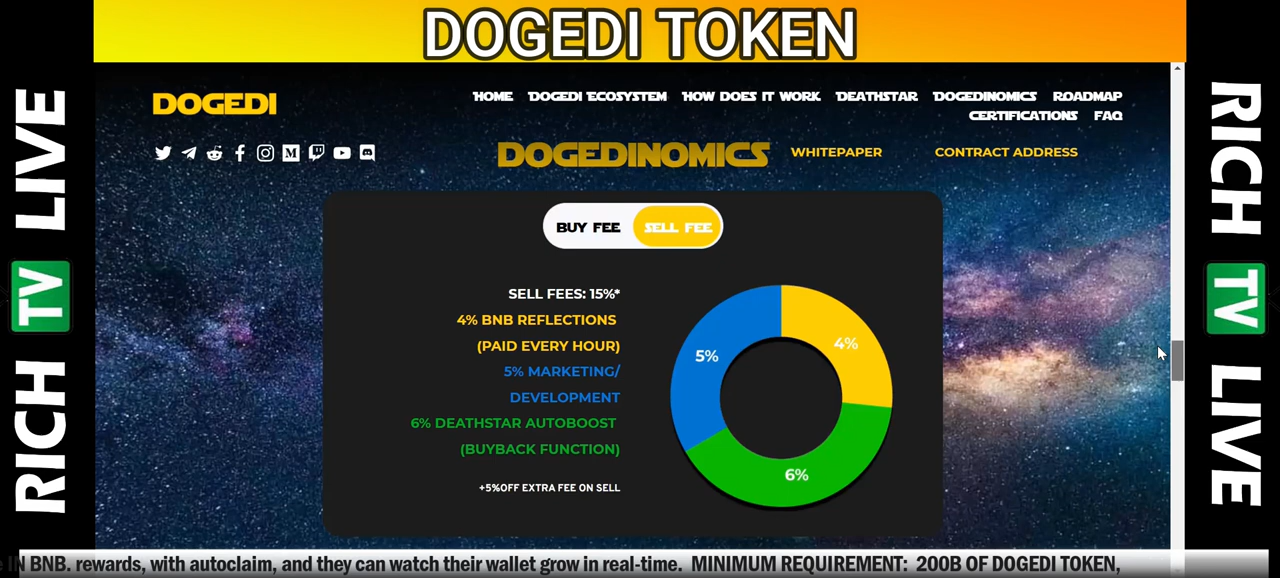 DOGEDI TOKEN
RICH TV LIVE
DOGEDI
HOME DOGEDI ECOSYSTEM HOW DOES IT WORK DEATHSTAR DOGEDINOMICS ROADMAP
CERTIFICATIONS FAQ
DOGEDINOMICS
WHITEPAPER
CONTRACT ADDRESS
BUY FEE SELL FEE
SELL FEES: 15%*
4% BNB REFLECTIONS
(PAID EVERY HOUR)
5% MARKETING/
DEVELOPMENT
6% DEATHSTAR AUTOBOOST
(BUYBACK FUNCTION)
+5%OFF EXTRA FEE ON SELL
5%
4%
6%
RICH TV LIVE
IN BNB. rewards, with autoclaim, and they can watch their wallet grow in real-time. MINIMUM REQUIREMENT: 200B OF DOGEDI TOKEN,